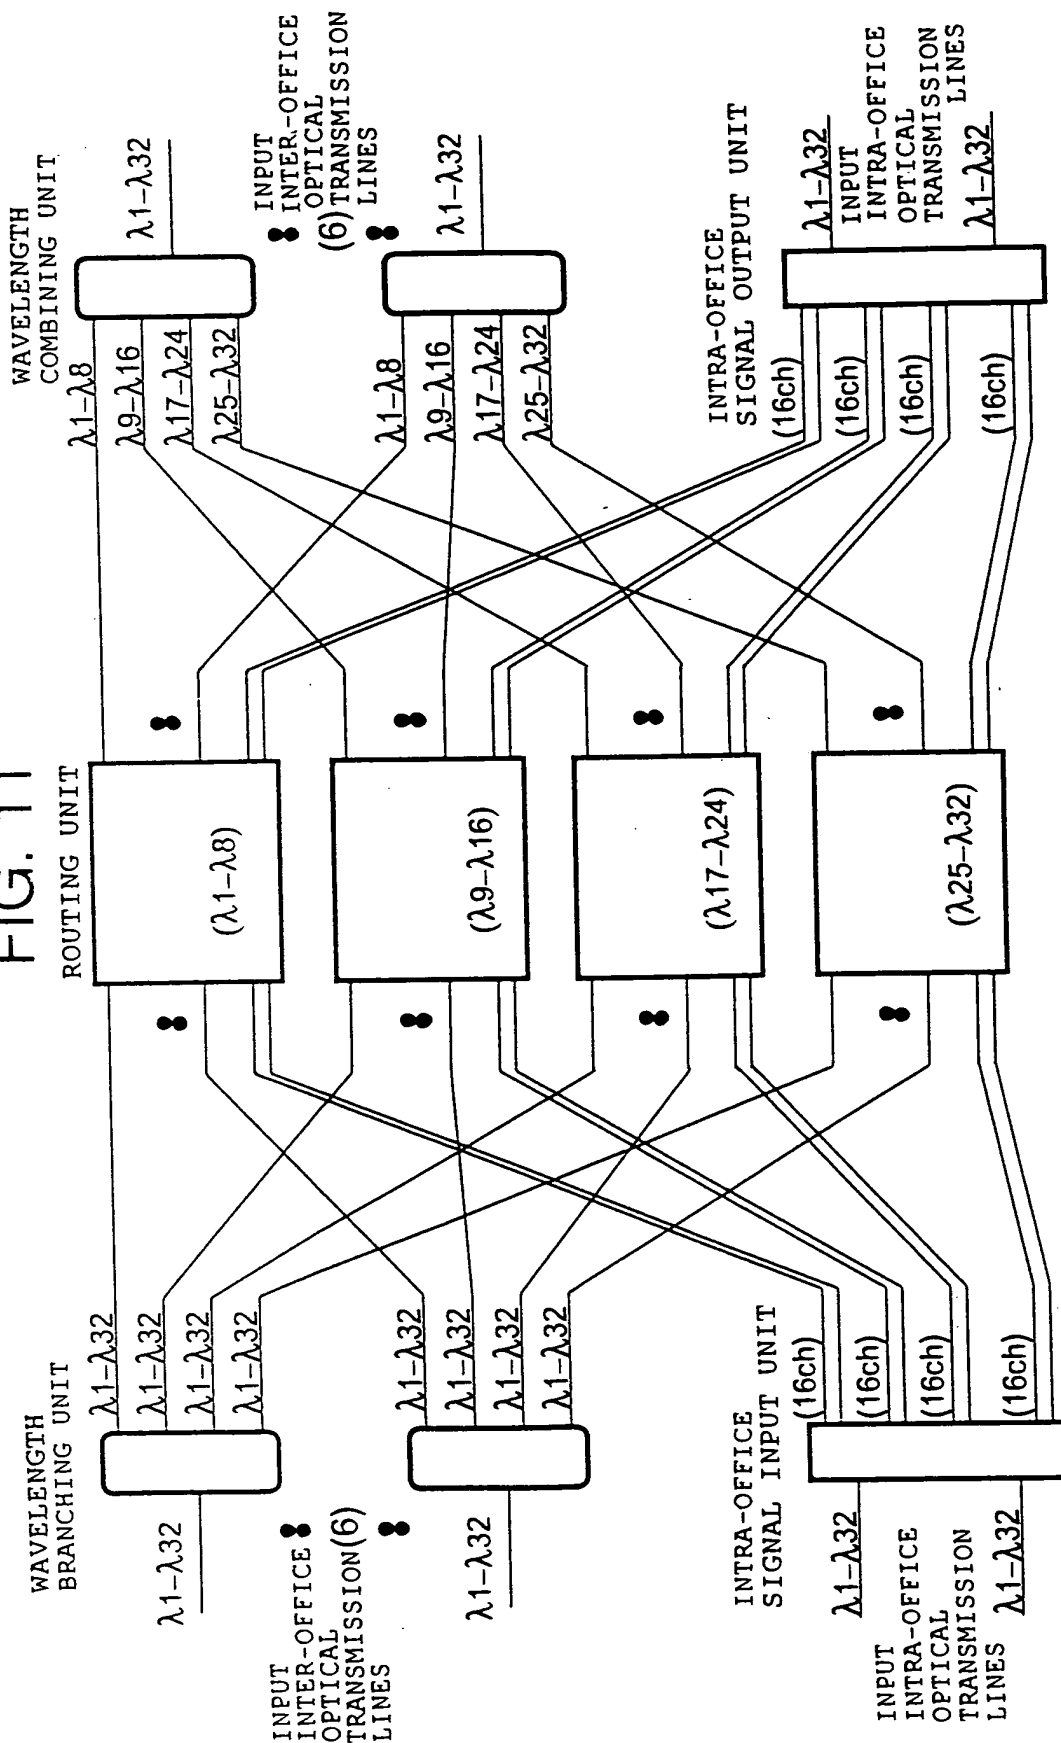 FIG. 11
WAVELENGTH
BRANCHING UNIT
ROUTING UNIT
WAVELENGTH
COMBINING UNIT
λ1-λ32
λ1-λ32
λ1-λ32
λ1-λ32
λ1-λ32
(λ1-λ8)
λ1-λ8
λ9-λ16
λ17-λ24
λ25-λ32
λ1-λ32
INPUT
INTER-OFFICE
OPTICAL
TRANSMISSION(6)
LINES
INPUT
INTER-OFFICE
OPTICAL
(6)TRANSMISSION
LINES
λ1-λ32
λ1-λ32
λ1-λ32
λ1-λ32
λ1-λ32
(λ9-λ16)
λ1-λ8
λ9-λ16
λ17-λ24
λ25-λ32
λ1-λ32
(λ17-λ24)
INTRA-OFFICE
SIGNAL INPUT UNIT
INTRA-OFFICE
SIGNAL OUTPUT UNIT
λ1-λ32
(16ch)
(16ch)
(16ch)
(16ch)
(λ25-λ32)
(16ch)
(16ch)
(16ch)
(16ch)
λ1-λ32
INPUT
INTRA-OFFICE
OPTICAL
TRANSMISSION
LINES
λ1-λ32
INPUT
INTRA-OFFICE
OPTICAL
TRANSMISSION
LINES
λ1-λ32